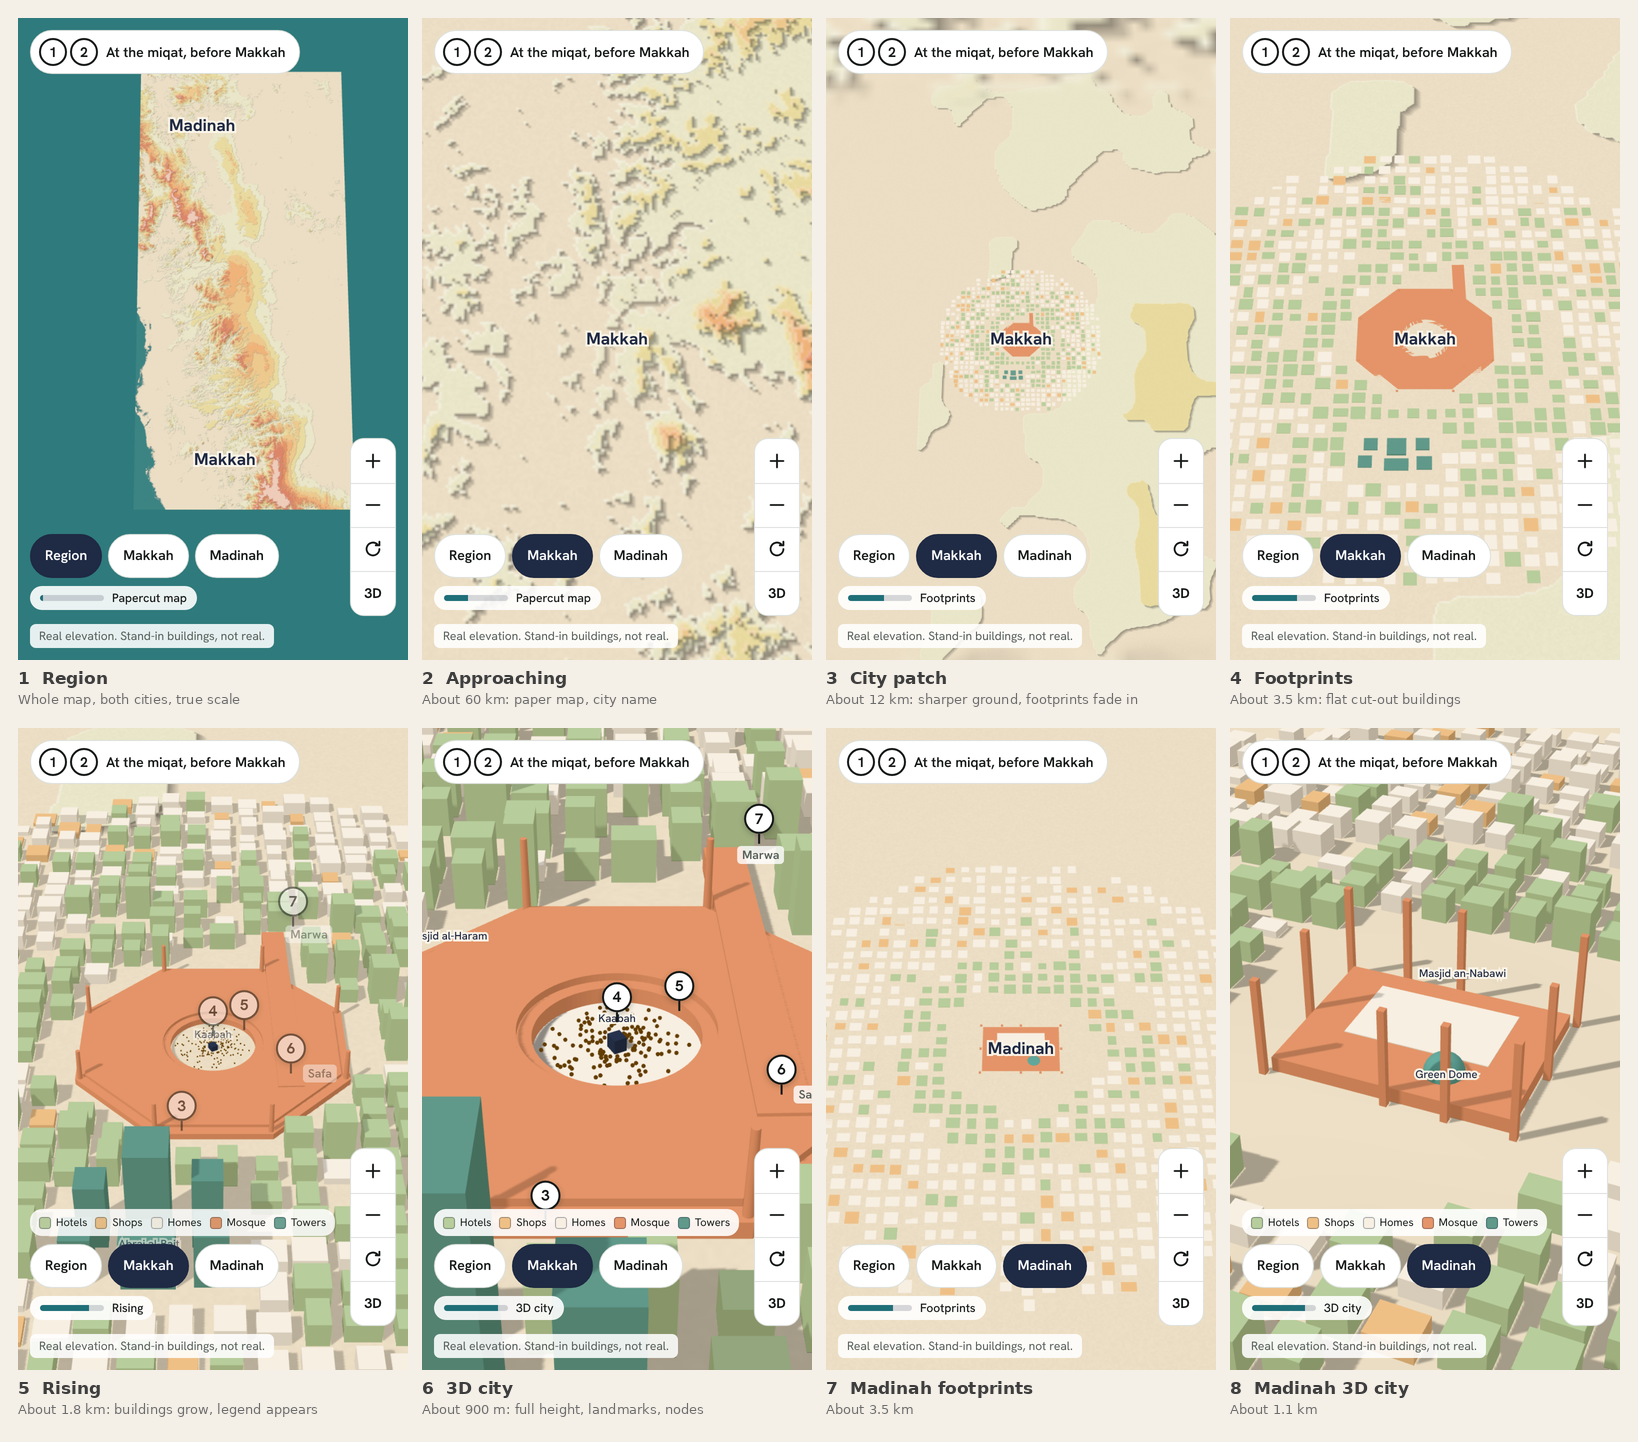 1 2 At the miqat, before Makkah
Madinah
Makkah
+
−
3D
Region Makkah Madinah
Papercut map
Real elevation. Stand-in buildings, not real.
1 Region
Whole map, both cities, true scale
1 2 At the miqat, before Makkah
Makkah
+
−
3D
Region Makkah Madinah
Papercut map
Real elevation. Stand-in buildings, not real.
2 Approaching
About 60 km: paper map, city name
1 2 At the miqat, before Makkah
Makkah
+
−
3D
Region Makkah Madinah
Footprints
Real elevation. Stand-in buildings, not real.
3 City patch
About 12 km: sharper ground, footprints fade in
1 2 At the miqat, before Makkah
Makkah
+
−
3D
Region Makkah Madinah
Footprints
Real elevation. Stand-in buildings, not real.
4 Footprints
About 3.5 km: flat cut-out buildings
1 2 At the miqat, before Makkah
7
Marwa
4 5
Kaabah
6
Safa
3
+
−
3D
Hotels Shops Homes Mosque Towers
Region Makkah Madinah
Rising
Real elevation. Stand-in buildings, not real.
5 Rising
About 1.8 km: buildings grow, legend appears
1 2 At the miqat, before Makkah
7
Marwa
sjid al-Haram
5
4
Kaabah
6
Sa
3
+
−
3D
Hotels Shops Homes Mosque Towers
Region Makkah Madinah
3D city
Real elevation. Stand-in buildings, not real.
6 3D city
About 900 m: full height, landmarks, nodes
1 2 At the miqat, before Makkah
Madinah
+
−
3D
Region Makkah Madinah
Footprints
Real elevation. Stand-in buildings, not real.
7 Madinah footprints
About 3.5 km
1 2 At the miqat, before Makkah
Masjid an-Nabawi
Green Dome
+
−
3D
Hotels Shops Homes Mosque Towers
Region Makkah Madinah
3D city
Real elevation. Stand-in buildings, not real.
8 Madinah 3D city
About 1.1 km